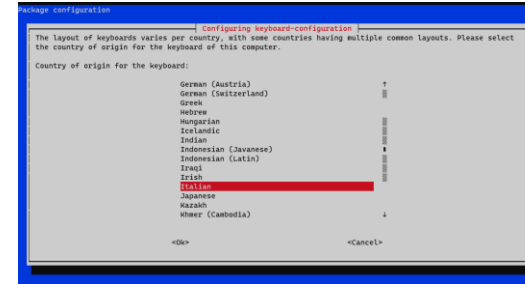 Package configuration
Configuring keyboard-configuration
The layout of keyboards varies per country, with some countries having multiple common layouts. Please select
the country of origin for the keyboard of this computer.
Country of origin for the keyboard:
German (Austria)
German (Switzerland)
Greek
Hebrew
Hungarian
Icelandic
Indian
Indonesian (Javanese)
Indonesian (Latin)
Iraqi
Irish
Italian
Japanese
Kazakh
Khmer (Cambodia)
<Ok> <Cancel>